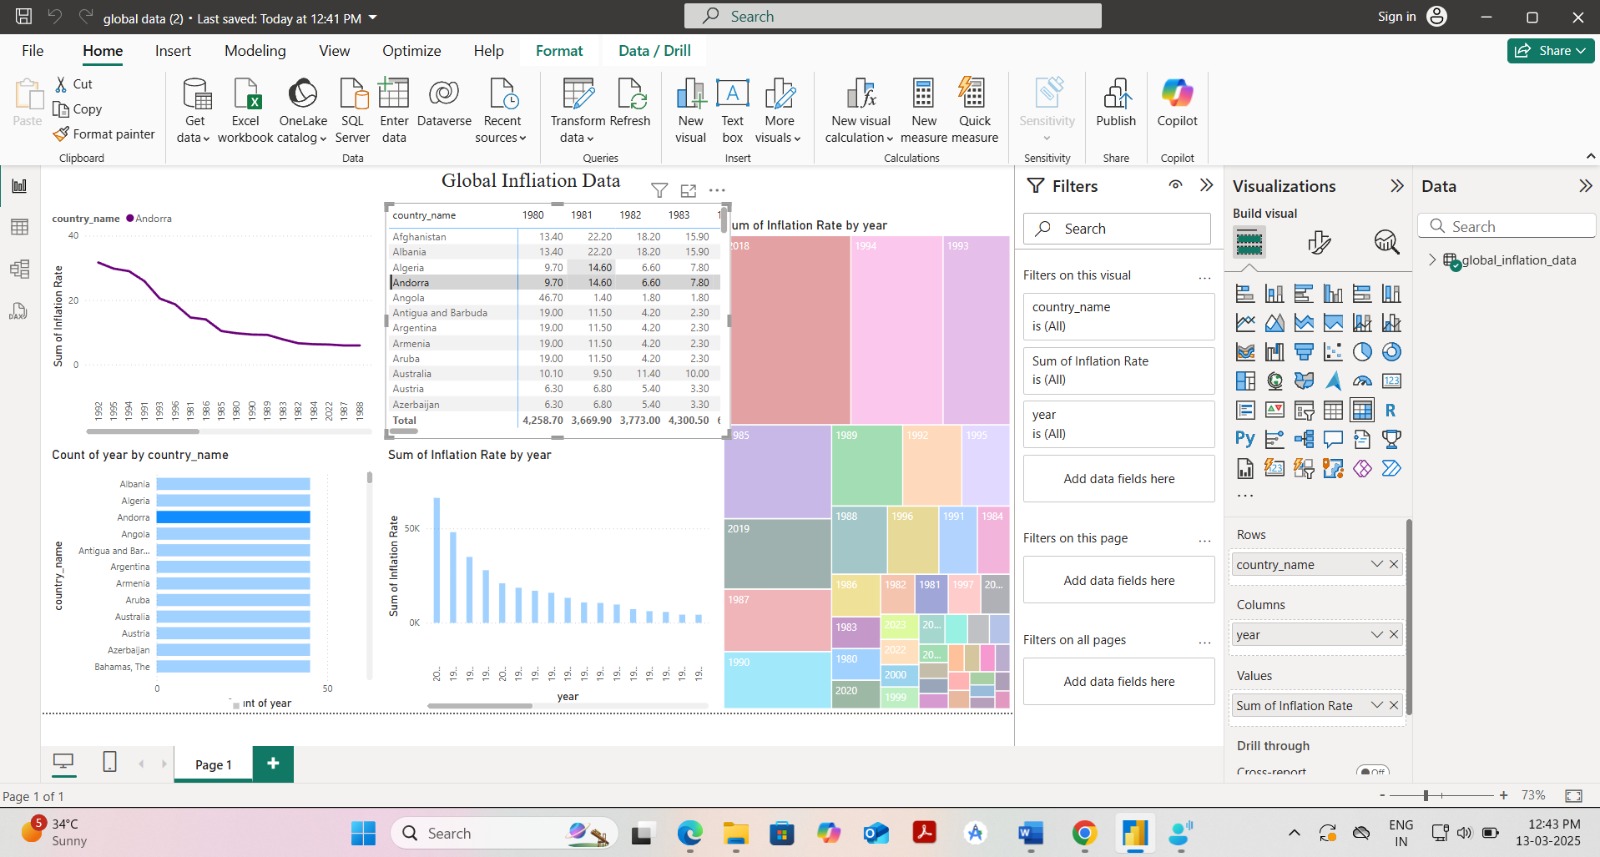 global data (2) • Last saved: Today at 12:41 PM
Search
Sign in
File Home Insert Modeling View Optimize Help Format Data / Drill
Share
Paste
Cut
Copy
Format painter
Clipboard
Get data
Excel workbook
OneLake catalog
SQL Server
Enter data
Dataverse
Recent sources
Data
Transform data
Refresh
Queries
New visual
Text box
More visuals
Insert
New visual calculation
New measure
Quick measure
Calculations
Sensitivity
Sensitivity
Publish
Share
Copilot
Copilot
Global Infliation Data
country_name Andorra
40
20
0
Sum of Inflation Rate
1992 1995 1994 1991 1993 1996 1981 1986 1985 1980 1990 1989 1983 1982 1984 2022 1987 1988
country_name 1980 1981 1982 1983 1
Afghanistan 13.40 22.20 18.20 15.90
Albania 13.40 22.20 18.20 15.90
Algeria 9.70 14.60 6.60 7.80
Andorra 9.70 14.60 6.60 7.80
Angola 46.70 1.40 1.80 1.80
Antigua and Barbuda 19.00 11.50 4.20 2.30
Argentina 19.00 11.50 4.20 2.30
Armenia 19.00 11.50 4.20 2.30
Aruba 19.00 11.50 4.20 2.30
Australia 10.10 9.50 11.40 10.00
Austria 6.30 6.80 5.40 3.30
Azerbaijan 6.30 6.80 5.40 3.30
Total 4,258.70 3,669.90 3,773.00 4,300.50 6
Count of year by country_name
country_name
Albania
Algeria
Andorra
Angola
Antigua and Bar...
Argentina
Armenia
Aruba
Australia
Austria
Azerbaijan
Bahamas, The
0 50
int of year
Sum of Inflation Rate by year
Sum of Inflation Rate
50K
0K
20... 19... 19... 19... 20... 19... 19... 19... 19... 19... 19... 19... 19... 19... 19... 19... 19...
year
um of Inflation Rate by year
2018 1994 1993
985 1989 1992 1995
2019 1988 1996 1991 1984
1987 1986 1982 1981 1997 20...
1983 2023 20...
1990 1980 2022 20...
2000
2020 1999
Filters
Search
Filters on this visual ...
country_name
is (All)
Sum of Inflation Rate
is (All)
year
is (All)
Add data fields here
Filters on this page ...
Add data fields here
Filters on all pages ...
Add data fields here
Visualizations
Build visual
123
R
Py
...
Rows
country_name
Columns
year
Values
Sum of Inflation Rate
Drill through
Cross-report Off
Data
Search
global_inflation_data
Page 1
Page 1 of 1
- + 73%
5
34°C
Sunny
Search
ENG
IN
12:43 PM
13-03-2025